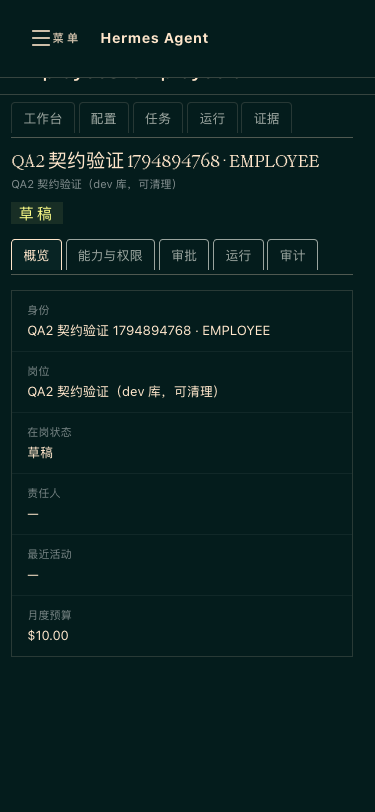 菜单
Hermes Agent
工作台
配置
任务
运行
证据
QA2 契约验证 1794894768 · EMPLOYEE
QA2 契约验证（dev 库，可清理）
草稿
概览
能力与权限
审批
运行
审计
身份
QA2 契约验证 1794894768 · EMPLOYEE
岗位
QA2 契约验证（dev 库，可清理）
在岗状态
草稿
责任人
—
最近活动
—
月度预算
$10.00